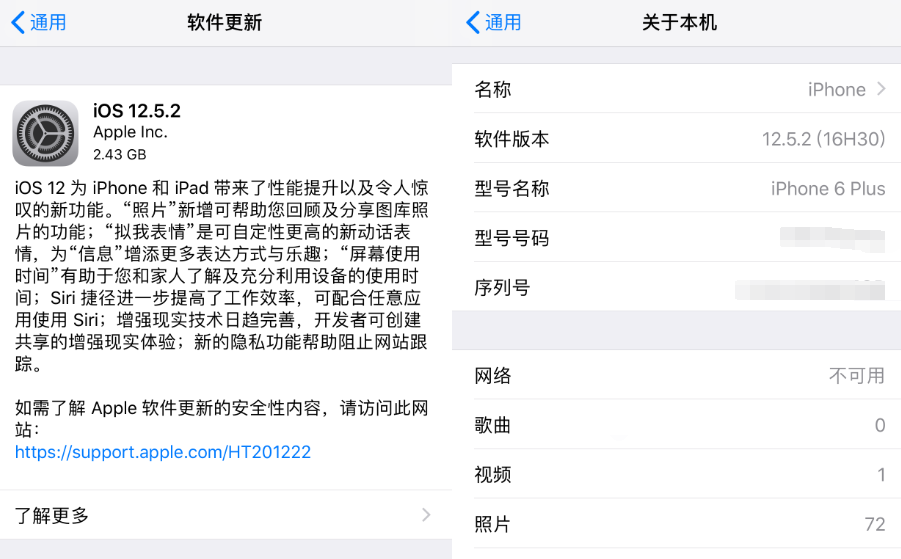 通用
软件更新
iOS 12.5.2
Apple Inc.
2.43 GB
iOS 12 为 iPhone 和 iPad 带来了性能提升以及令人惊
叹的新功能。“照片”新增可帮助您回顾及分享图库照
片的功能；“拟我表情”是可自定性更高的新动话表
情，为“信息”增添更多表达方式与乐趣；“屏幕使用
时间”有助于您和家人了解及充分利用设备的使用时
间；Siri 捷径进一步提高了工作效率，可配合任意应
用使用 Siri；增强现实技术日趋完善，开发者可创建
共享的增强现实体验；新的隐私功能帮助阻止网站跟
踪。
如需了解 Apple 软件更新的安全性内容，请访问此网
站：
https://support.apple.com/HT201222
了解更多
通用
关于本机
名称 iPhone
软件版本 12.5.2 (16H30)
型号名称 iPhone 6 Plus
型号号码
序列号
网络 不可用
歌曲 0
视频 1
照片 72